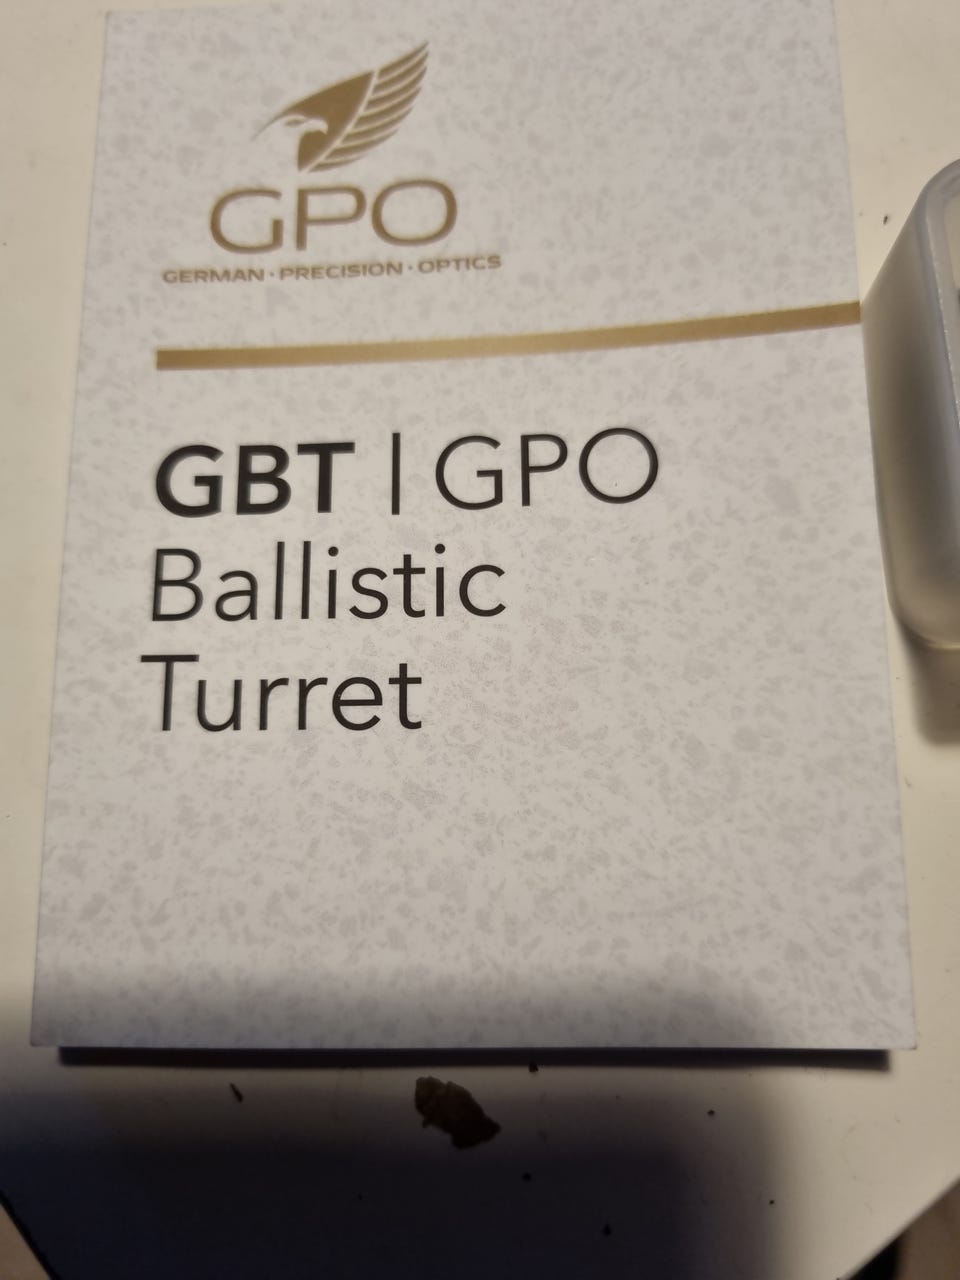 GPO
GERMAN · PRECISION · OPTICS
GBT | GPO
Ballistic
Turret